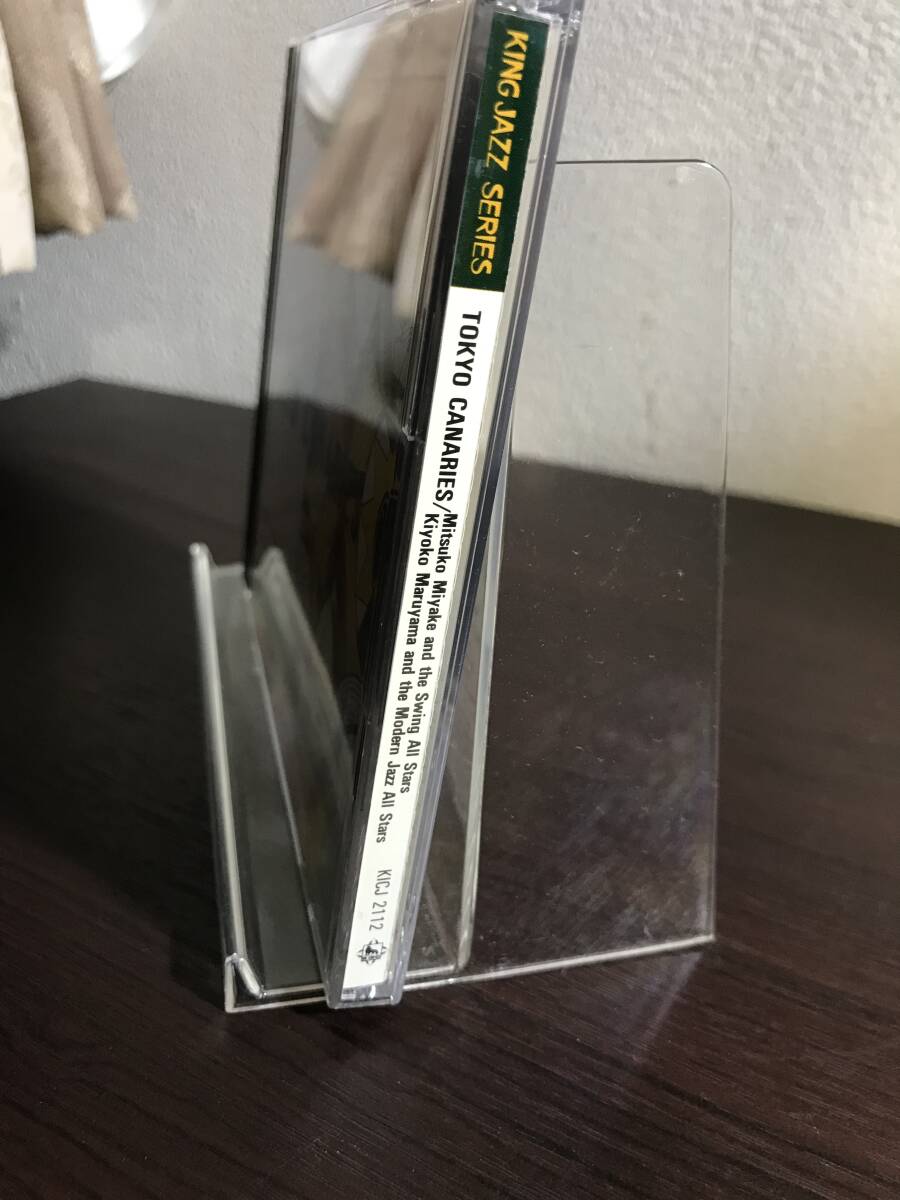 KING JAZZ SERIES
TOKYO CANARIES/Mitsuko Miyake and the Swing All Stars
Kiyoko Maruyama and the Modern Jazz All Stars
KICJ 2112